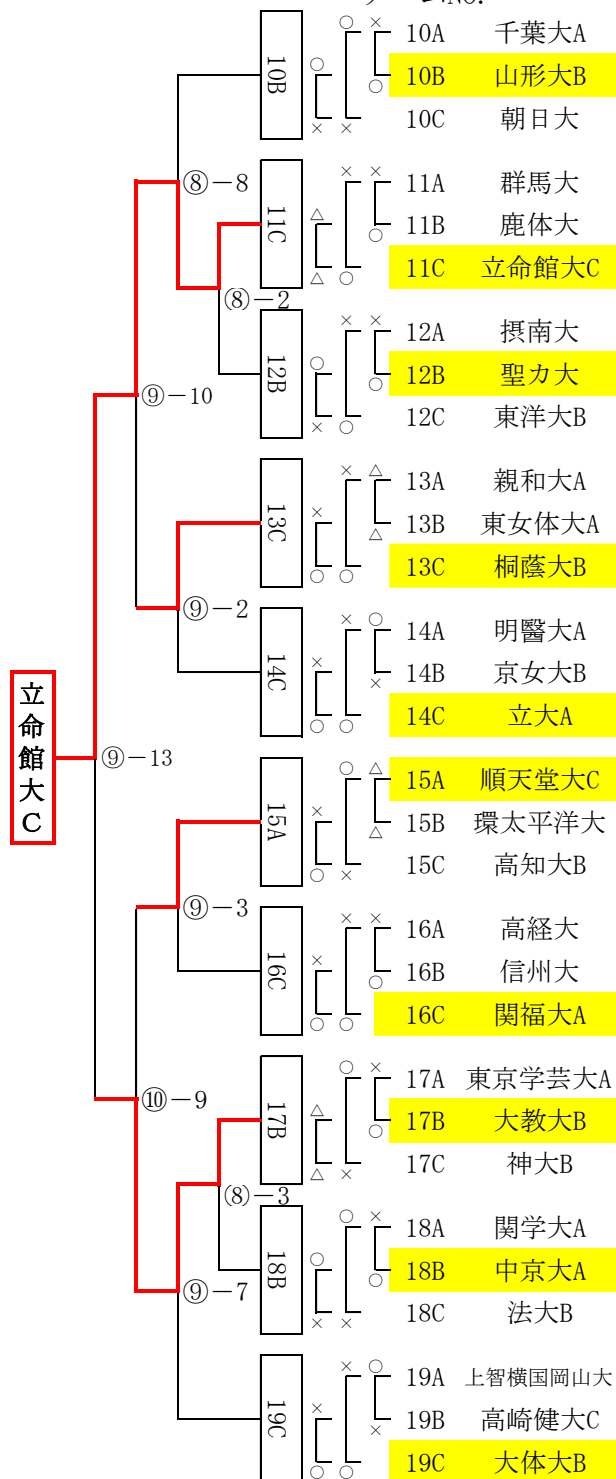 10A 千葉大A
10B 山形大B
10C 朝日大
10B
⑧－8
11A 群馬大
11B 鹿体大
11C 立命館大C
11C
⑧－2
12A 摂南大
12B 聖カ大
12C 東洋大B
12B
⑨－10
13A 親和大A
13B 東女体大A
13C 桐蔭大B
13C
⑨－2
14A 明醫大A
14B 京女大B
14C 立大A
14C
立命館大C
⑨－13
15A 順天堂大C
15B 環太平洋大
15C 高知大B
15A
⑨－3
16A 高経大
16B 信州大
16C 関福大A
16C
⑩－9
17A 東京学芸大A
17B 大教大B
17C 神大B
17B
⑧－3
18A 関学大A
18B 中京大A
18C 法大B
18B
⑨－7
19A 上智横国岡山大
19B 高崎健大C
19C 大体大B
19C